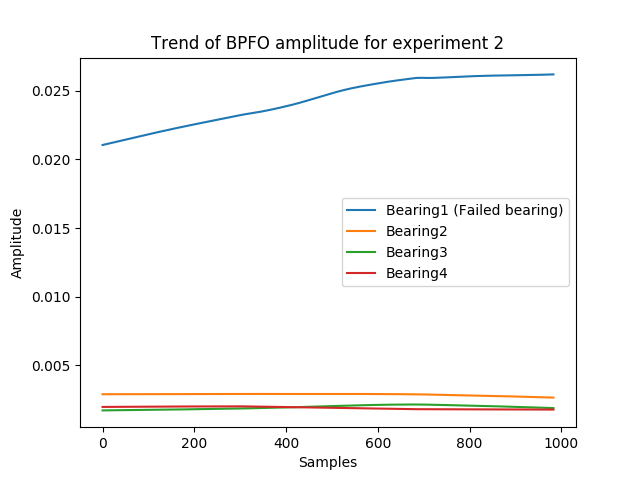 Trend of BPFO amplitude for experiment 2
Amplitude
0.025
0.020
0.015
0.010
0.005
Bearing1 (Failed bearing)
Bearing2
Bearing3
Bearing4
0 200 400 600 800 1000
Samples